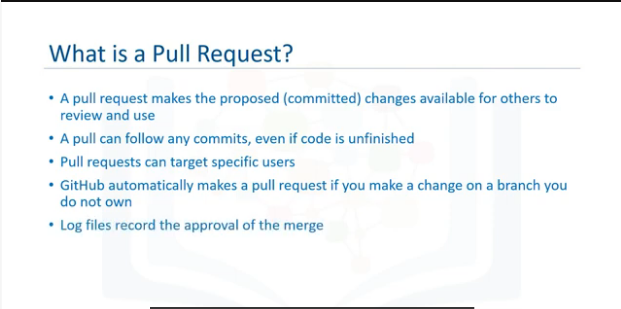 What is a Pull Request?
• A pull request makes the proposed (committed) changes available for others to
review and use
• A pull can follow any commits, even if code is unfinished
• Pull requests can target specific users
• GitHub automatically makes a pull request if you make a change on a branch you
do not own
• Log files record the approval of the merge